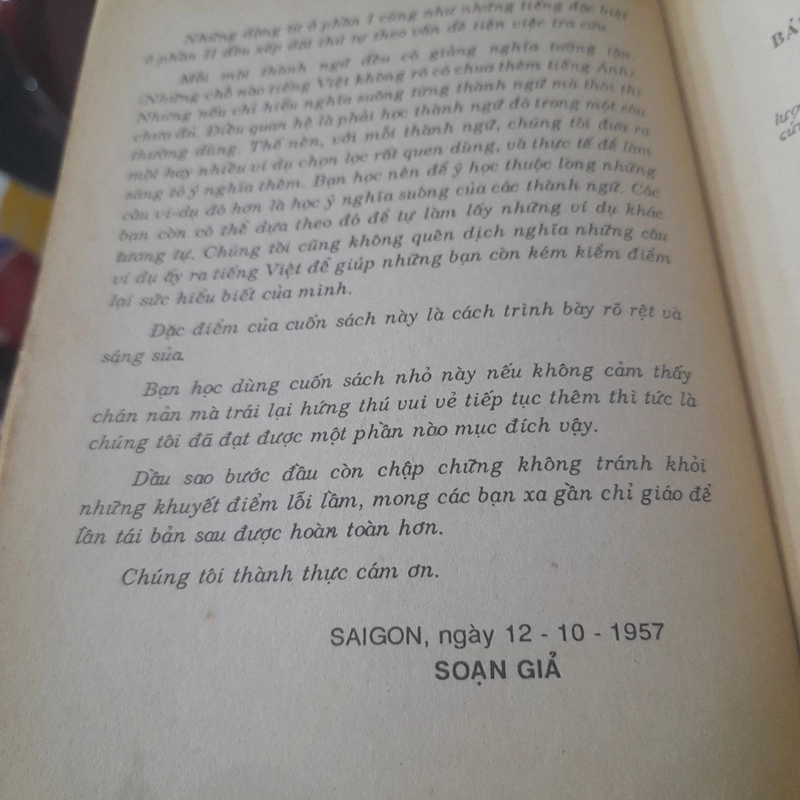 Những động từ ở phần I cũng như những tiếng đặc biệt
ở phần II đều xếp đặt thứ tự theo vấn đề tiện việc tra cứu.
Mỗi một thành ngữ đều có giảng nghĩa tường tận.
(Những chỗ nào tiếng Việt không rõ có chua thêm tiếng Anh)
Nhưng nếu chỉ hiểu nghĩa suông từng thành ngữ mà thôi thì
chưa đủ. Điều quan hệ là phải học thành ngữ đó trong một câu
thường dùng. Thế nên, với mỗi thành ngữ, chúng tôi đưa ra
một hay nhiều ví dụ chọn lọc rất quen dùng, và thực tế để làm
sáng tỏ ý nghĩa thêm. Bạn học nên để ý học thuộc lòng những
câu ví-dụ đó hơn là học ý nghĩa suông của các thành ngữ. Các
bạn còn có thể dựa theo đó để tự làm lấy những ví dụ khác
tương tự. Chúng tôi cũng không quên dịch nghĩa những câu
ví dụ ấy ra tiếng Việt để giúp những bạn còn kém kiểm điểm
lại sức hiểu biết của mình.
Đặc điểm của cuốn sách này là cách trình bày rõ rệt và
sáng sủa.
Bạn học dùng cuốn sách nhỏ này nếu không cảm thấy
chán nản mà trái lại hứng thú vui vẻ tiếp tục thêm thì tức là
chúng tôi đã đạt được một phần nào mục đích vậy.
Dầu sao bước đầu còn chập chững không tránh khỏi
những khuyết điểm lỗi lầm, mong các bạn xa gần chỉ giáo để
lần tái bản sau được hoàn toàn hơn.
Chúng tôi thành thực cám ơn.
SAIGON, ngày 12 - 10 - 1957
SOẠN GIẢ